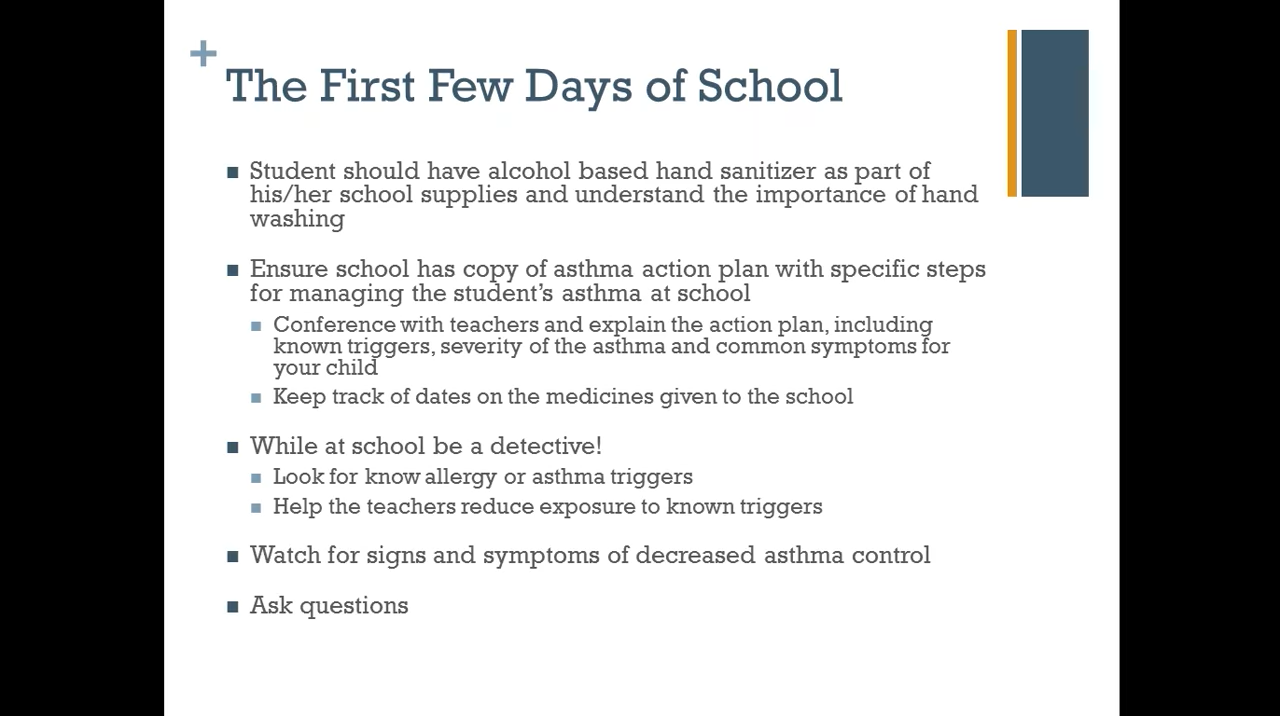 +
The First Few Days of School
■ Student should have alcohol based hand sanitizer as part of
his/her school supplies and understand the importance of hand
washing
■ Ensure school has copy of asthma action plan with specific steps
for managing the student’s asthma at school
■ Conference with teachers and explain the action plan, including
known triggers, severity of the asthma and common symptoms for
your child
■ Keep track of dates on the medicines given to the school
■ While at school be a detective!
■ Look for know allergy or asthma triggers
■ Help the teachers reduce exposure to known triggers
■ Watch for signs and symptoms of decreased asthma control
■ Ask questions